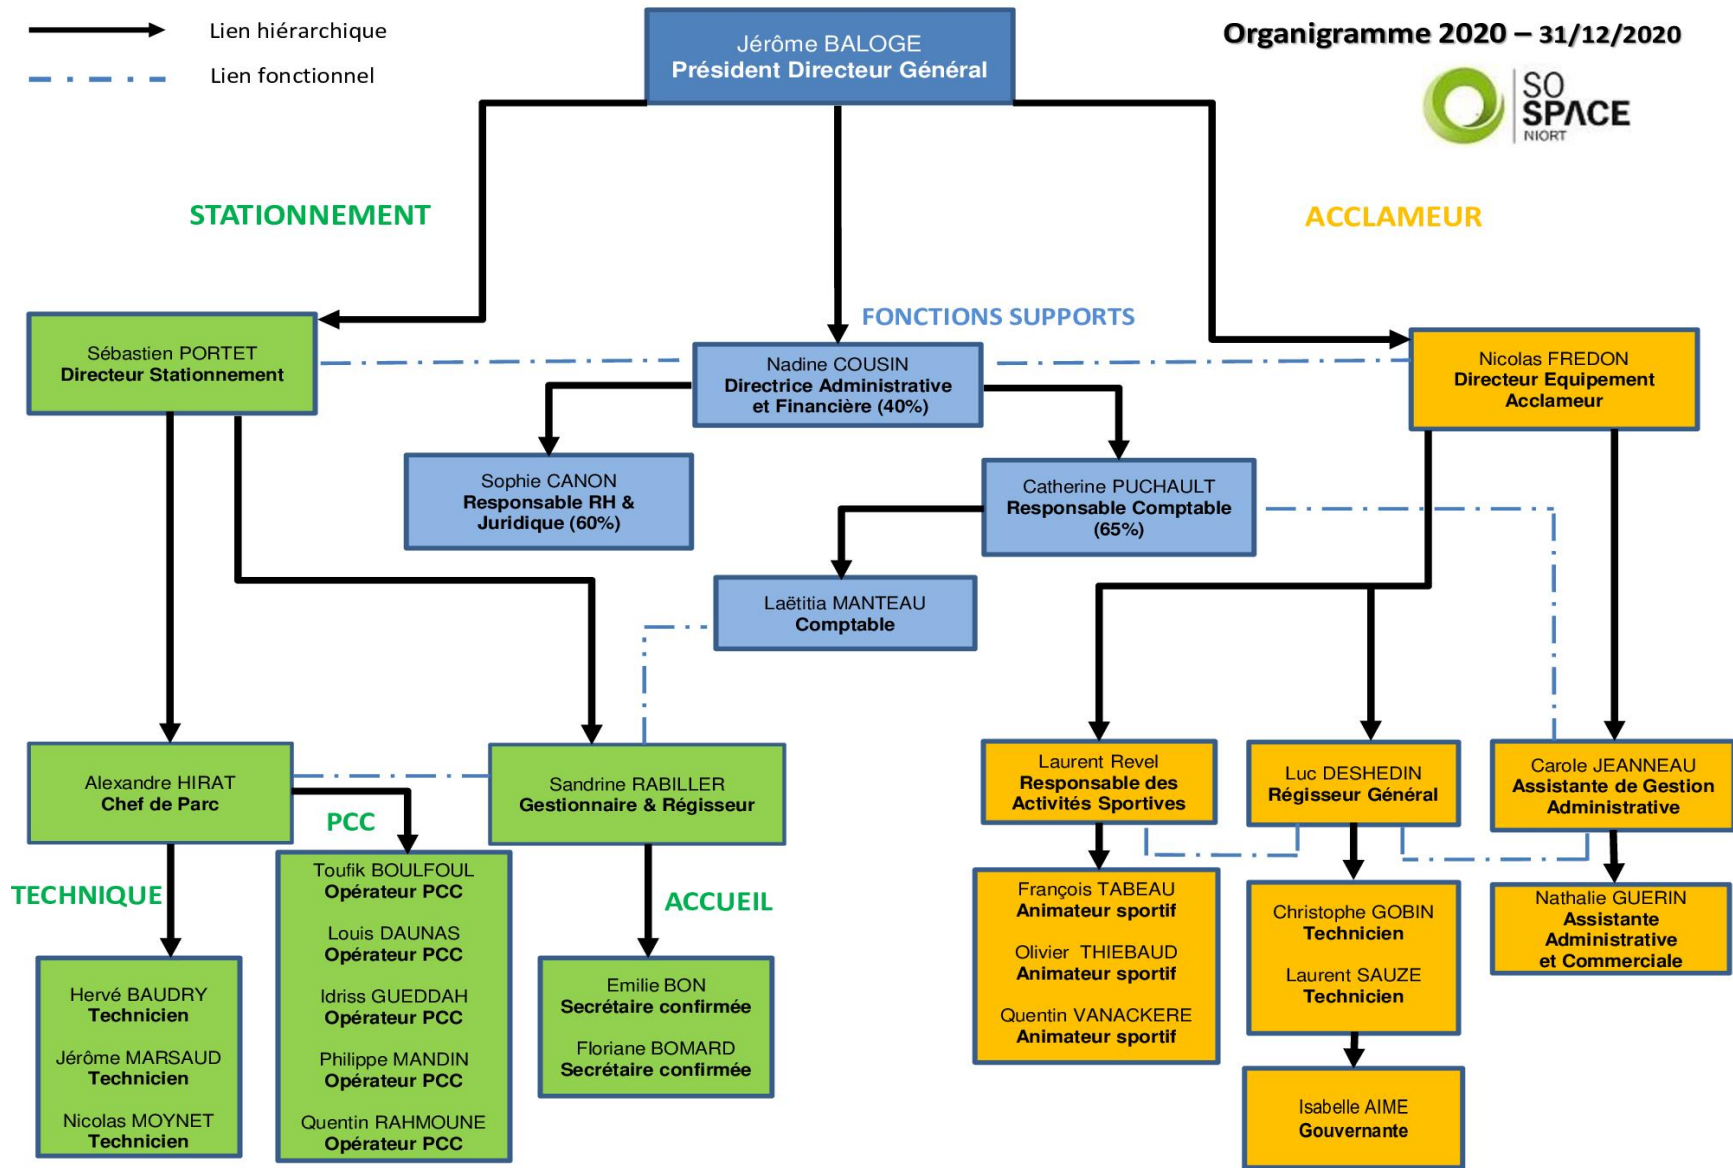 Lien hiérarchique
Lien fonctionnel
Jérôme BALOGE
Président Directeur Général
Organigramme 2020 – 31/12/2020
SO
SPACE
NIORT
STATIONNEMENT
ACCLAMEUR
FONCTIONS SUPPORTS
Sébastien PORTET
Directeur Stationnement
Nadine COUSIN
Directrice Administrative
et Financière (40%)
Nicolas FREDON
Directeur Equipement
Acclameur
Sophie CANON
Responsable RH &
Juridique (60%)
Catherine PUCHAULT
Responsable Comptable
(65%)
Laëtitia MANTEAU
Comptable
Alexandre HIRAT
Chef de Parc
Sandrine RABILLER
Gestionnaire & Régisseur
Laurent Revel
Responsable des
Activités Sportives
Luc DESHEDIN
Régisseur Général
Carole JEANNEAU
Assistante de Gestion
Administrative
PCC
TECHNIQUE
ACCUEIL
Hervé BAUDRY
Technicien
Jérôme MARSAUD
Technicien
Nicolas MOYNET
Technicien
Toufik BOULFOUL
Opérateur PCC
Louis DAUNAS
Opérateur PCC
Idriss GUEDDAH
Opérateur PCC
Philippe MANDIN
Opérateur PCC
Quentin RAHMOUNE
Opérateur PCC
Emilie BON
Secrétaire confirmée
Floriane BOMARD
Secrétaire confirmée
François TABEAU
Animateur sportif
Olivier THIEBAUD
Animateur sportif
Quentin VANACKERE
Animateur sportif
Christophe GOBIN
Technicien
Laurent SAUZE
Technicien
Isabelle AIME
Gouvernante
Nathalie GUERIN
Assistante
Administrative
et Commerciale